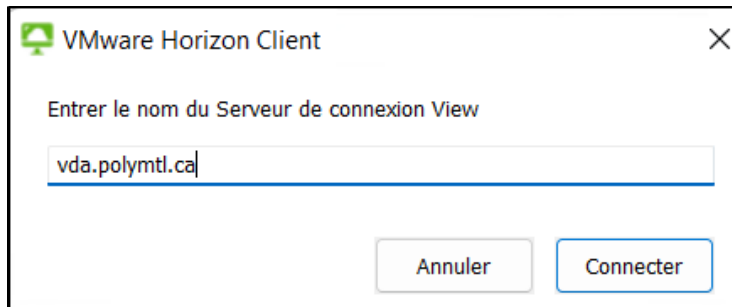 VMware Horizon Client
Entrer le nom du Serveur de connexion View
vda.polymtl.ca
Annuler Connecter